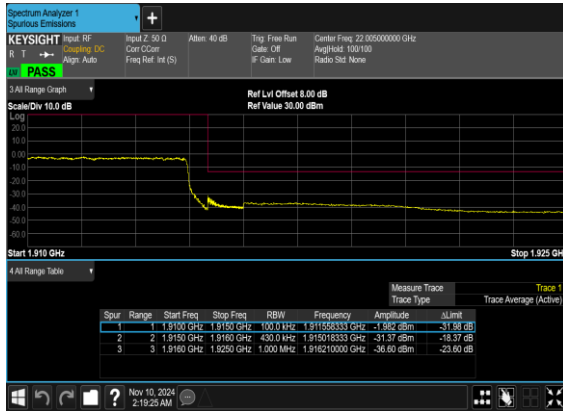 Spectrum Analyzer 1
Spurious Emissions
KEYSIGHT Input: RF Input Z: 50 Ω Atten: 40 dB Trig: Free Run Center Freq: 22.005000000 GHz
R T Coupling: DC Corr CCorr Gate: Off Avg|Hold: 100/100
Align: Auto Freq Ref: Int (S) IF Gain: Low Radio Std: None
LU PASS
3 All Range Graph Ref Lvl Offset 8.00 dB
Scale/Div 10.0 dB Ref Value 30.00 dBm
Log
20.0
10.0
0.00
-10.0
-20.0
-30.0
-40.0
-50.0
-60.0
Start 1.910 GHz Stop 1.925 GH
4 All Range Table
Measure Trace Trace 1
Trace Type Trace Average (Active)
Spur Range Start Freq Stop Freq RBW Frequency Amplitude ΔLimit
1 1 1.9100 GHz 1.9150 GHz 100.0 kHz 1.911558333 GHz -1.982 dBm -31.98 dB
2 2 1.9150 GHz 1.9160 GHz 430.0 kHz 1.915018333 GHz -31.37 dBm -18.37 dB
3 3 1.9160 GHz 1.9250 GHz 1.000 MHz 1.916210000 GHz -36.60 dBm -23.60 dB
Nov 10, 2024
2:19:25 AM